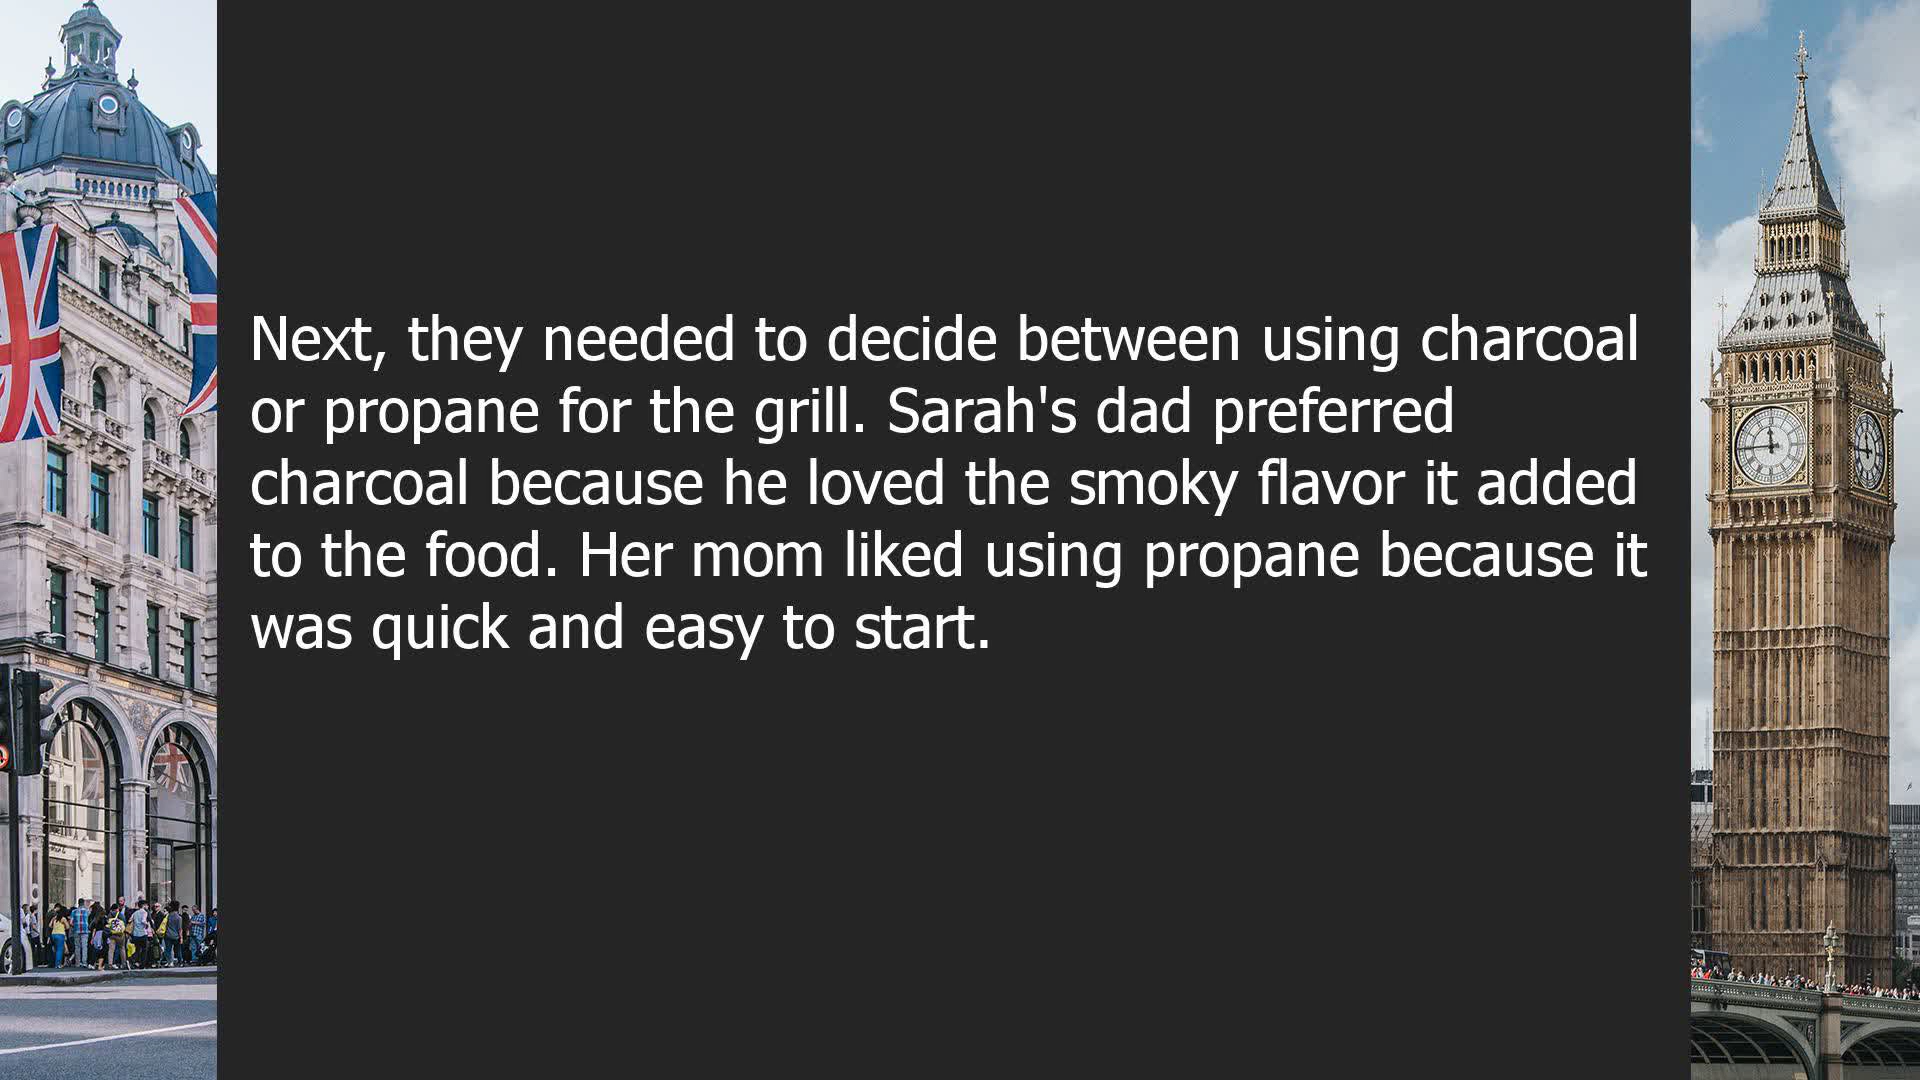 Next, they needed to decide between using charcoal
or propane for the grill. Sarah's dad preferred
charcoal because he loved the smoky flavor it added
to the food. Her mom liked using propane because it
was quick and easy to start.